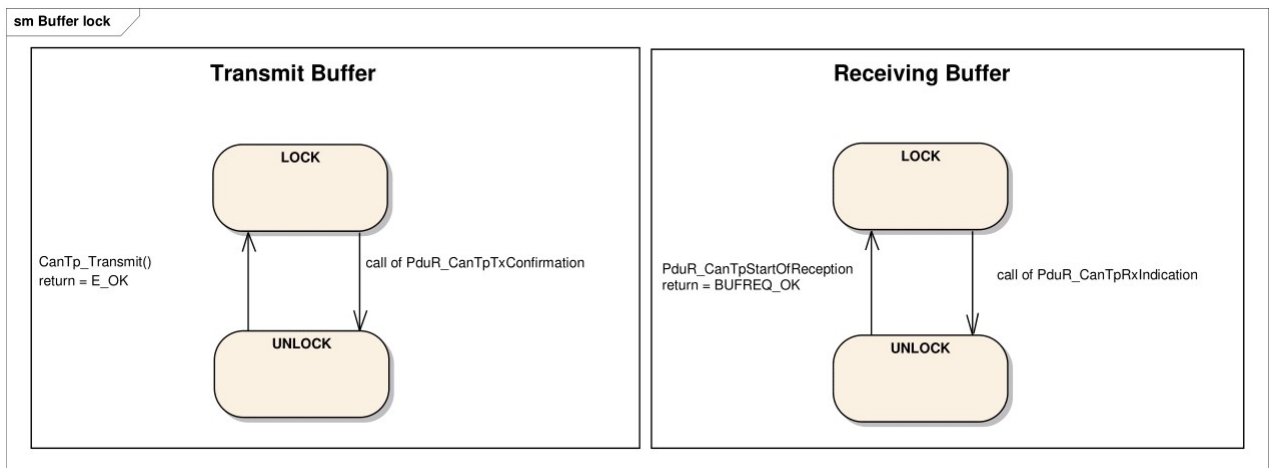 sm Buffer lock
Transmit Buffer
LOCK
CanTp_Transmit()
return = E_OK
call of PduR_CanTpTxConfirmation
UNLOCK
Receiving Buffer
LOCK
PduR_CanTpStartOfReception
return = BUFREQ_OK
call of PduR_CanTpRxIndication
UNLOCK